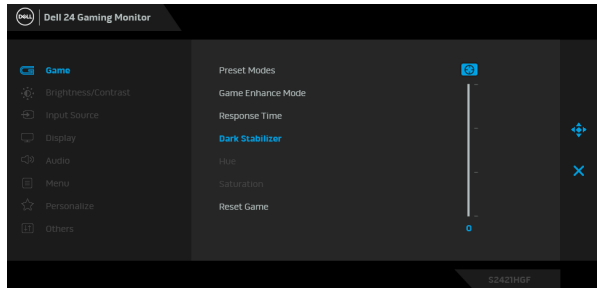 DELL Dell 24 Gaming Monitor
Game
Brightness/Contrast
Input Source
Display
Audio
Menu
Personalize
Others
Preset Modes
Game Enhance Mode
Response Time
Dark Stabilizer
Hue
Saturation
Reset Game
0
S2421HGF